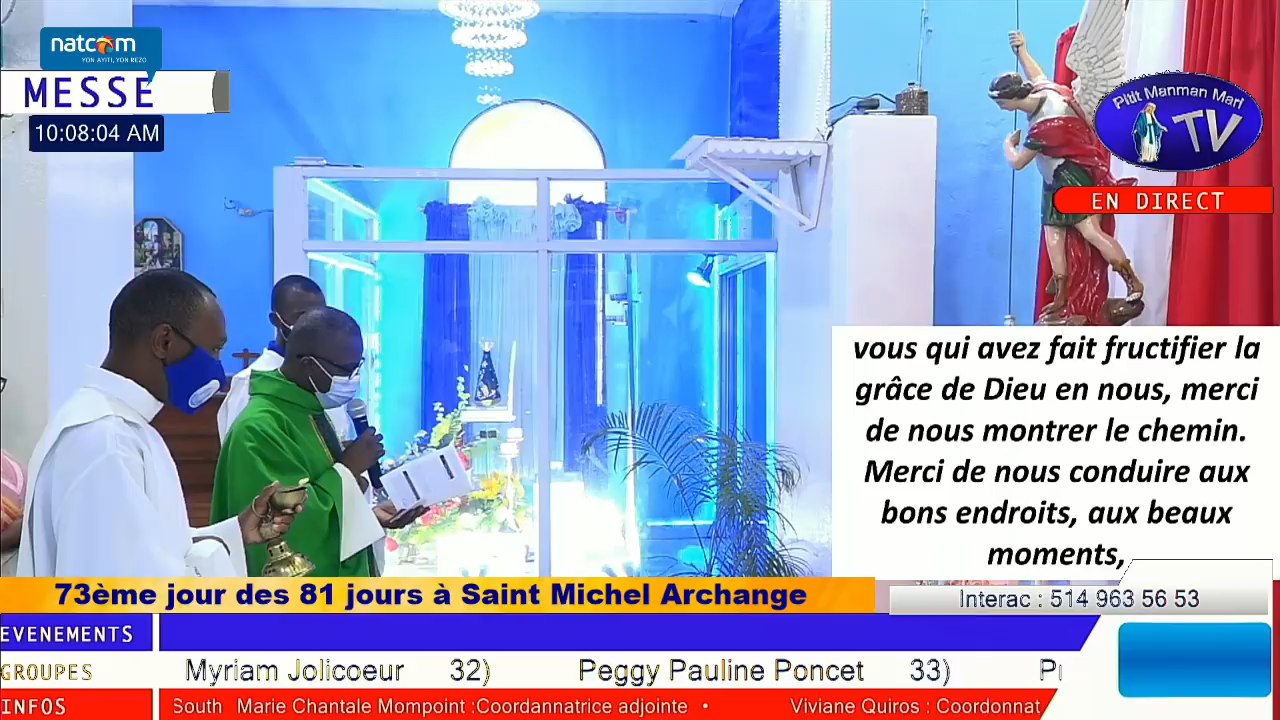 natcom
YON AYITI, YON REZO
MESSE
10:08:04 AM
Pitit Manman Mari
TV
EN DIRECT
vous qui avez fait fructifier la
grâce de Dieu en nous, merci
de nous montrer le chemin.
Merci de nous conduire aux
bons endroits, aux beaux
moments,
73ème jour des 81 jours à Saint Michel Archange
Interac : 514 963 56 53
EVENEMENTS
GROUPES
Myriam Jolicoeur 32) Peggy Pauline Poncet 33)
INFOS
South Marie Chantale Mompoint :Coordannatrice adjointe • Viviane Quiros : Coordonnat